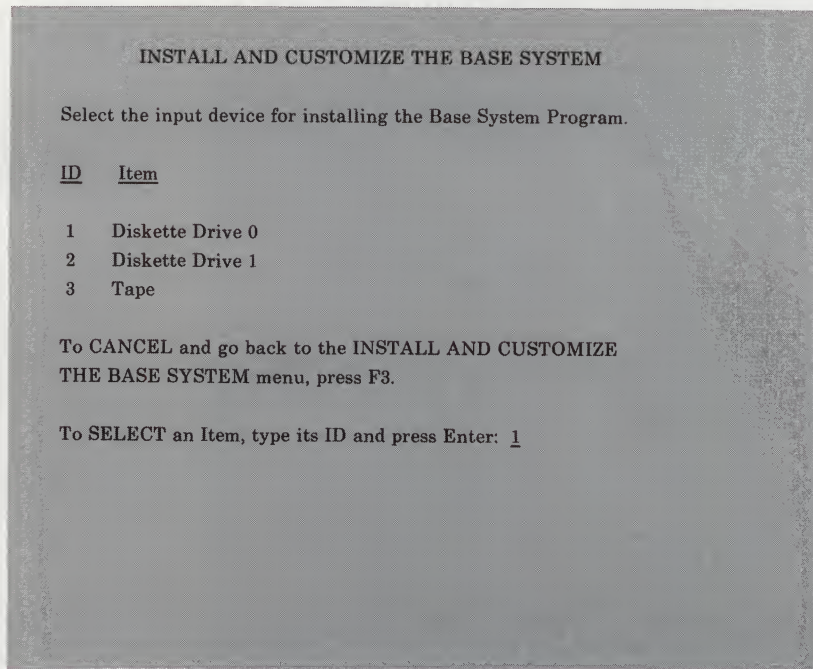 INSTALL AND CUSTOMIZE THE BASE SYSTEM
Select the input device for installing the Base System Program.
ID Item
1 Diskette Drive 0
2 Diskette Drive 1
3 Tape
To CANCEL and go back to the INSTALL AND CUSTOMIZE
THE BASE SYSTEM menu, press F3.
To SELECT an Item, type its ID and press Enter: 1